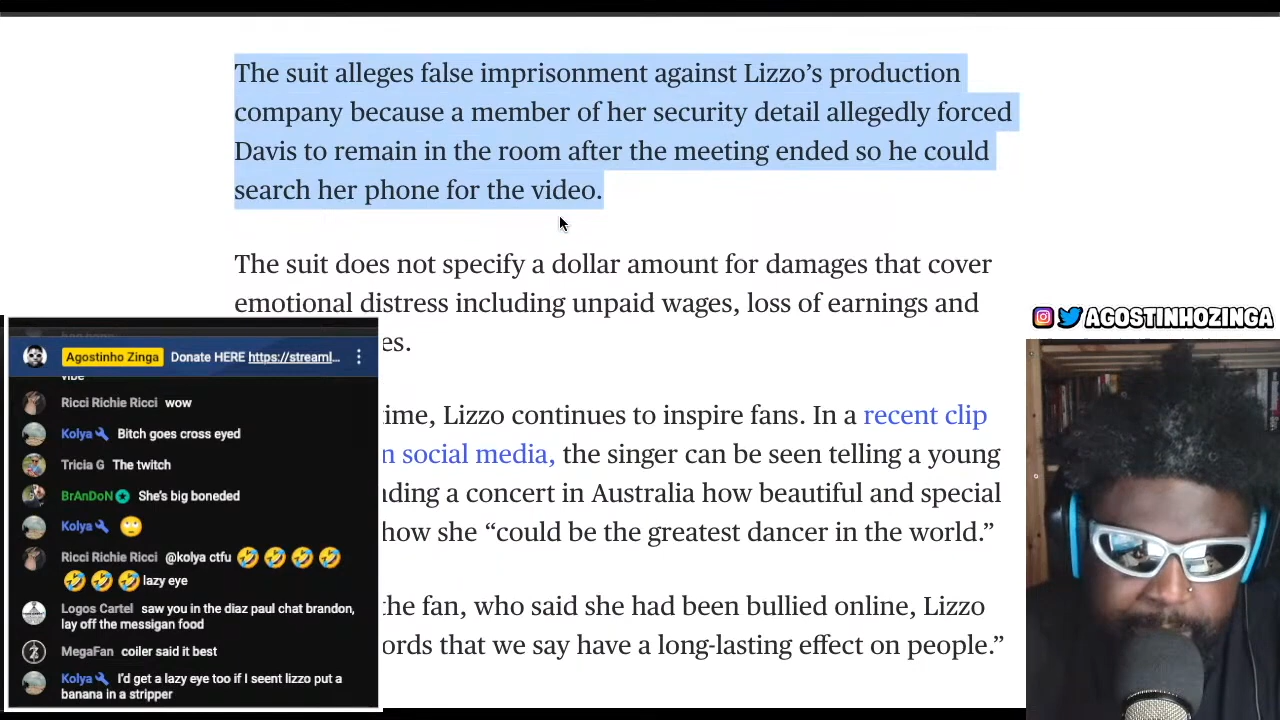 The suit alleges false imprisonment against Lizzo’s production
company because a member of her security detail allegedly forced
Davis to remain in the room after the meeting ended so he could
search her phone for the video.
The suit does not specify a dollar amount for damages that cover
emotional distress including unpaid wages, loss of earnings and
es.
ime, Lizzo continues to inspire fans. In a recent clip
n social media, the singer can be seen telling a young
nding a concert in Australia how beautiful and special
how she “could be the greatest dancer in the world.”
the fan, who said she had been bullied online, Lizzo
ords that we say have a long-lasting effect on people.”
Agostinho Zinga Donate HERE https://streaml...
vibe
Ricci Richie Ricci wow
Kolya Bitch goes cross eyed
Tricia G The twitch
BrAnDoN She’s big boneded
Kolya 🙄
Ricci Richie Ricci @kolya ctfu 🤣🤣🤣🤣
🤣🤣🤣 lazy eye
Logos Cartel saw you in the diaz paul chat brandon,
lay off the messigan food
MegaFan coiler said it best
Kolya I’d get a lazy eye too if I seent lizzo put a
banana in a stripper
AGOSTINHOZINGA